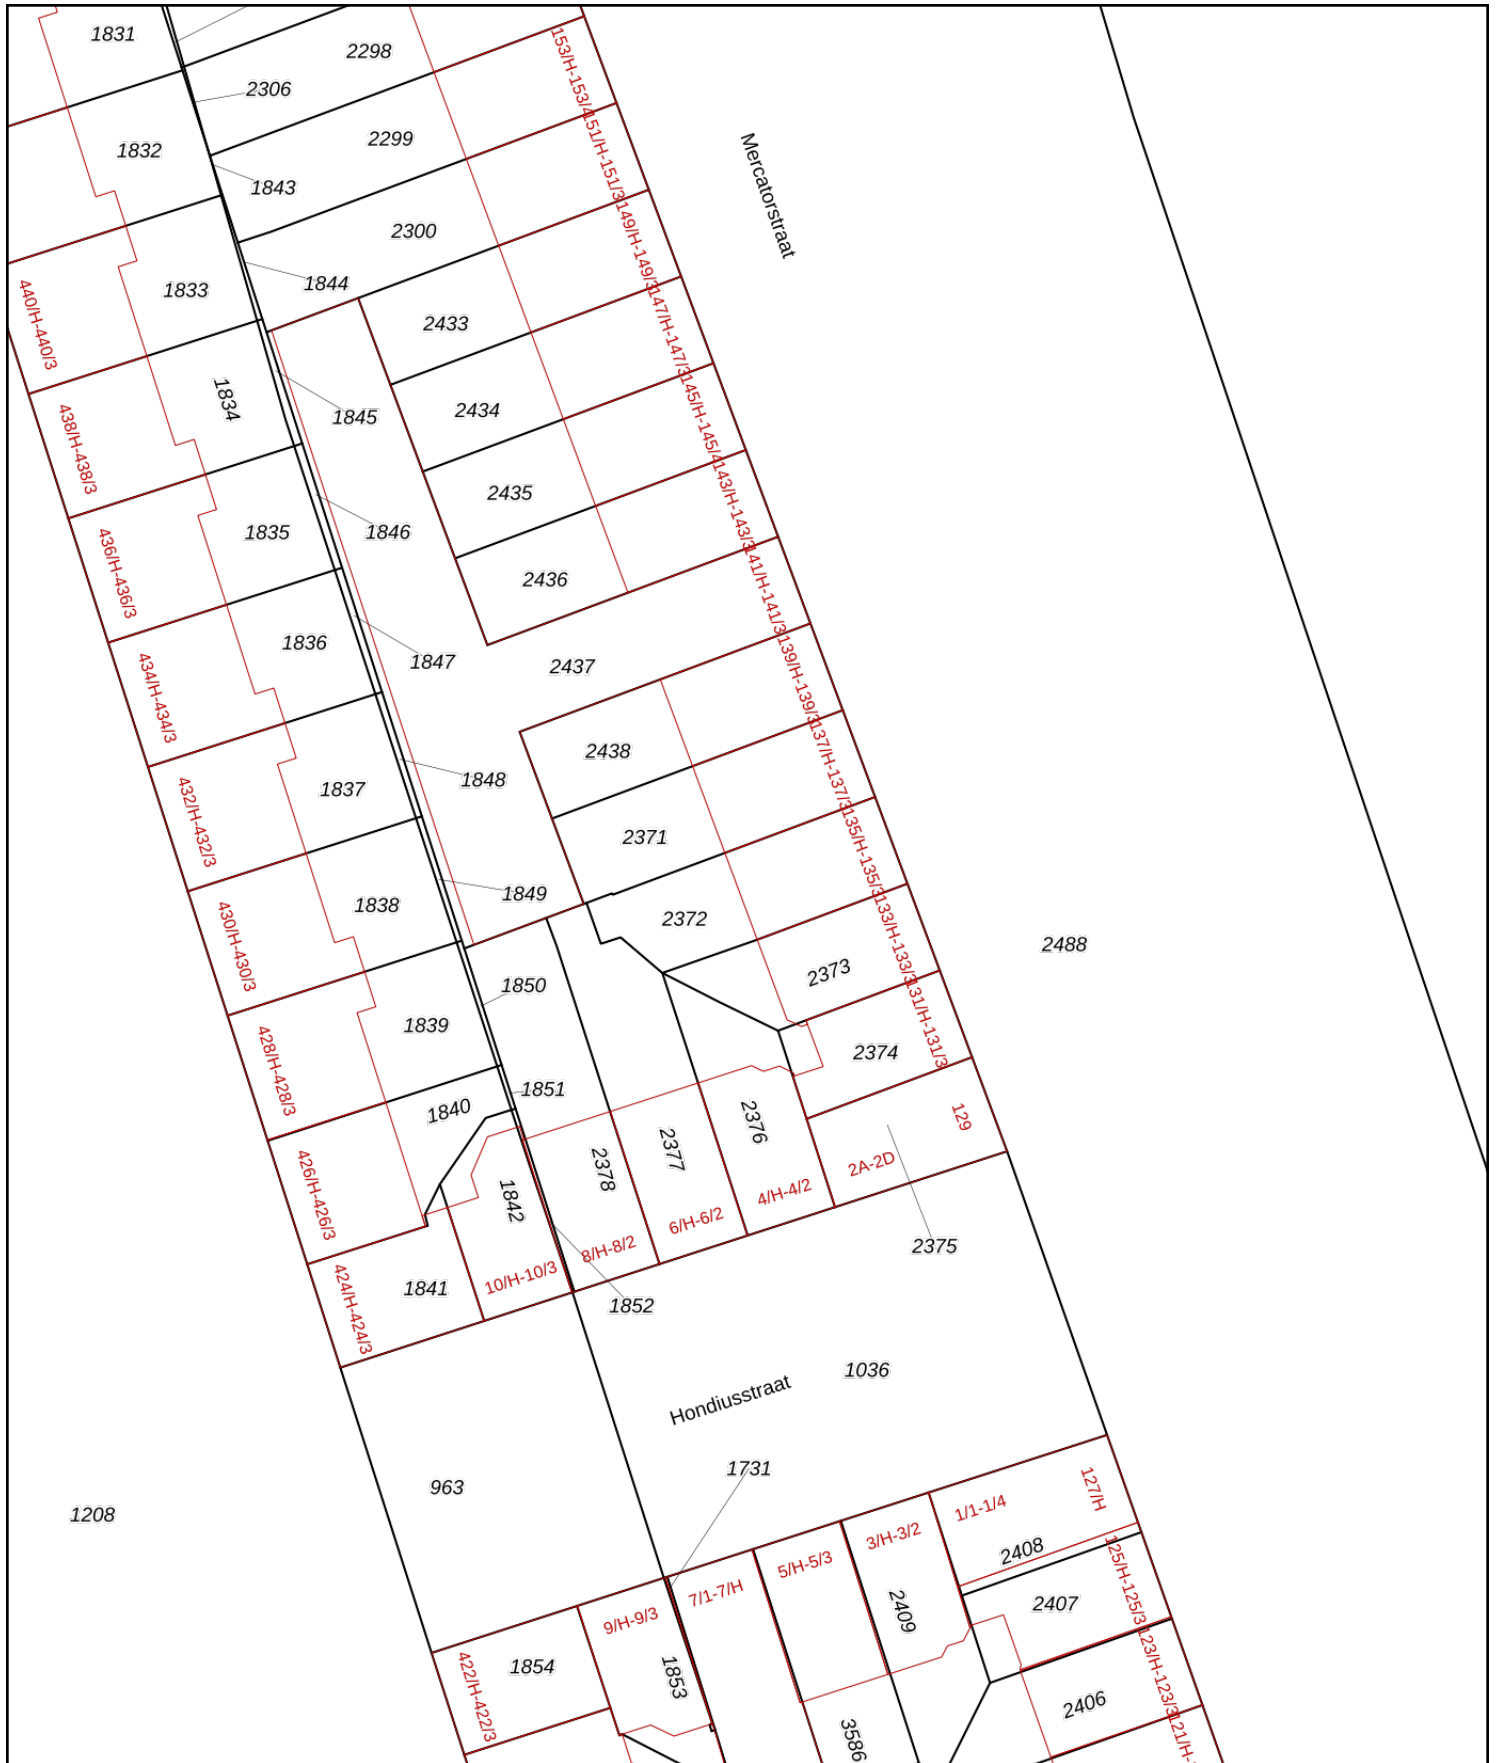 1831
2298
2306
153/H-153/4
1832
2299
151/H-151/3
Mercatorstraat
1843
2300
149/H-149/3
1844
1833
440/H-440/3
2433
147/H-147/3
1834
1845
2434
145/H-145/4
438/H-438/3
2435
143/H-143/3
1835
1846
436/H-436/3
2436
141/H-141/3
1836
1847
2437
139/H-139/3
434/H-434/3
2438
137/H-137/3
1848
1837
432/H-432/3
2371
135/H-135/3
1849
1838
2372
133/H-133/3
2488
430/H-430/3
2373
1850
131/H-131/3
1839
2374
428/H-428/3
1851
1840
2376
129
2377
2378
2A-2D
426/H-426/3
1842
4/H-4/2
6/H-6/2
8/H-8/2
2375
10/H-10/3
1841
1852
424/H-424/3
1036
Hondiusstraat
1731
963
127/H
1/1-1/4
1208
3/H-3/2
2408
5/H-5/3
125/H-125/3
7/1-7/H
2407
2409
9/H-9/3
1854
1853
123/H-123/3
422/H-422/3
2406
3586
121/H-